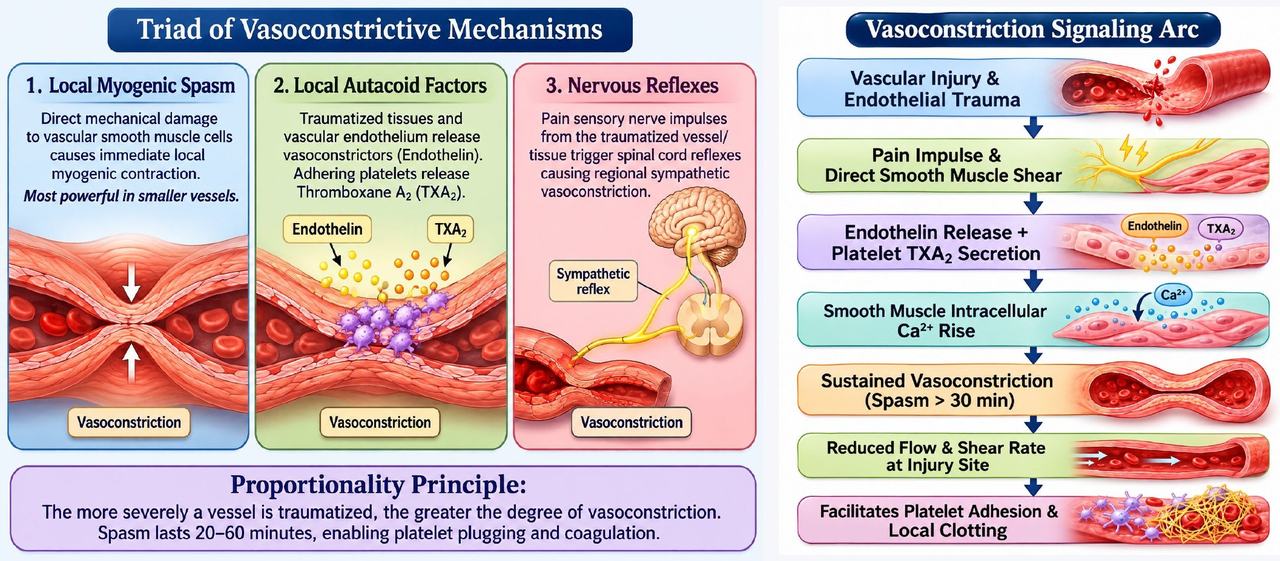 Triad of Vasoconstrictive Mechanisms
1. Local Myogenic Spasm
Direct mechanical damage
to vascular smooth muscle cells
causes immediate local
myogenic contraction.
Most powerful in smaller vessels.
Vasoconstriction
2. Local Autacoid Factors
Traumatized tissues and
vascular endothelium release
vasoconstrictors (Endothelin).
Adhering platelets release
Thromboxane A₂ (TXA₂).
Endothelin
TXA₂
Vasoconstriction
3. Nervous Reflexes
Pain sensory nerve impulses
from the traumatized vessel/
tissue trigger spinal cord reflexes
causing regional sympathetic
vasoconstriction.
Sympathetic
reflex
Vasoconstriction
Proportionality Principle:
The more severely a vessel is traumatized, the greater the degree of vasoconstriction.
Spasm lasts 20–60 minutes, enabling platelet plugging and coagulation.
Vasoconstriction Signaling Arc
Vascular Injury &
Endothelial Trauma
Pain Impulse &
Direct Smooth Muscle Shear
Endothelin Release +
Platelet TXA₂ Secretion
Endothelin
TXA₂
Smooth Muscle Intracellular
Ca²⁺ Rise
Ca²⁺
Sustained Vasoconstriction
(Spasm > 30 min)
Reduced Flow & Shear Rate
at Injury Site
Facilitates Platelet Adhesion &
Local Clotting